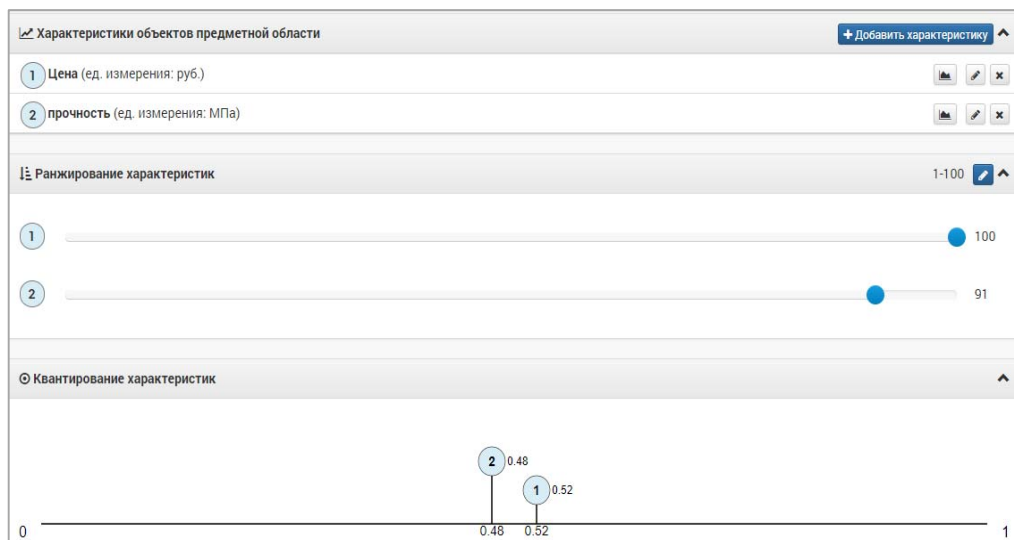 Характеристики объектов предметной области
+ Добавить характеристику
1 Цена (ед. измерения: руб.)
2 прочность (ед. измерения: МПа)
Ранжирование характеристик
1-100
1 100
2 91
Квантирование характеристик
2 0.48
1 0.52
0 0.48 0.52 1